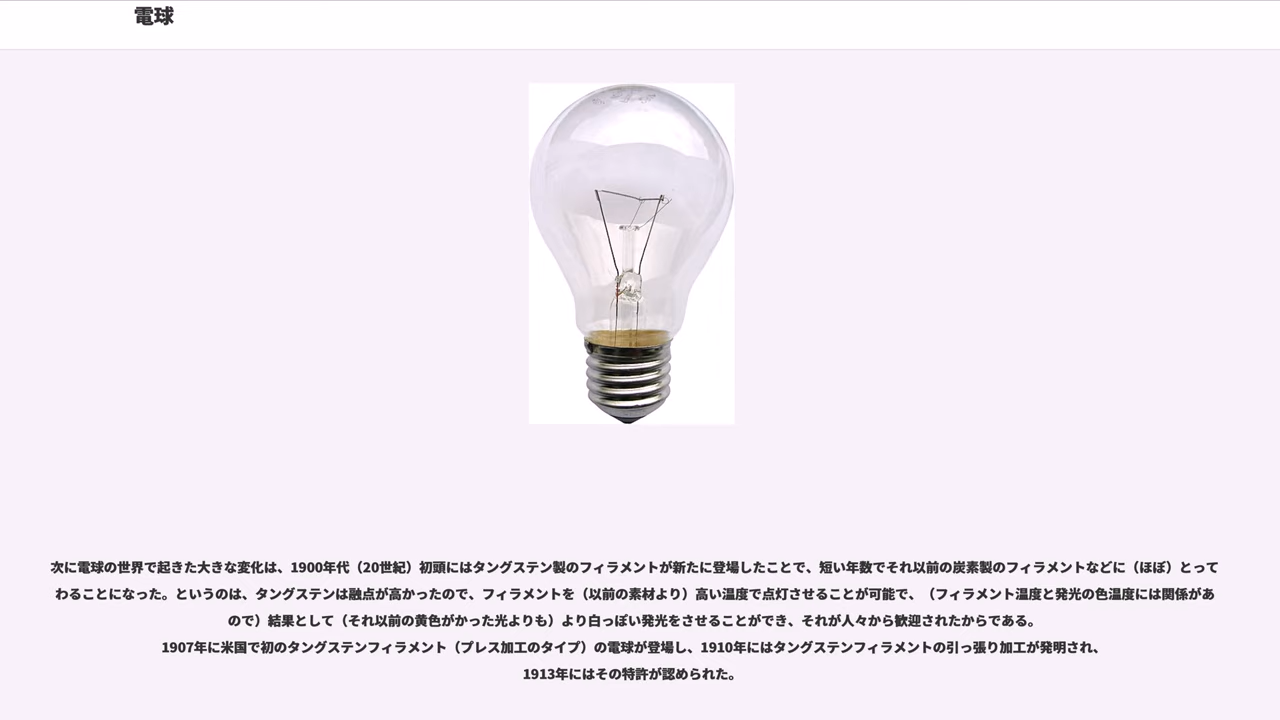 電球
次に電球の世界で起きた大きな変化は、1900年代（20世紀）初頭にはタングステン製のフィラメントが新たに登場したことで、短い年数でそれ以前の炭素製のフィラメントなどに（ほぼ）とって
わることになった。というのは、タングステンは融点が高かったので、フィラメントを（以前の素材より）高い温度で点灯させることが可能で、（フィラメント温度と発光の色温度には関係があ
ので）結果として（それ以前の黄色がかった光よりも）より白っぽい発光をさせることができ、それが人々から歓迎されたからである。
1907年に米国で初のタングステンフィラメント（プレス加工のタイプ）の電球が登場し、1910年にはタングステンフィラメントの引っ張り加工が発明され、
1913年にはその特許が認められた。